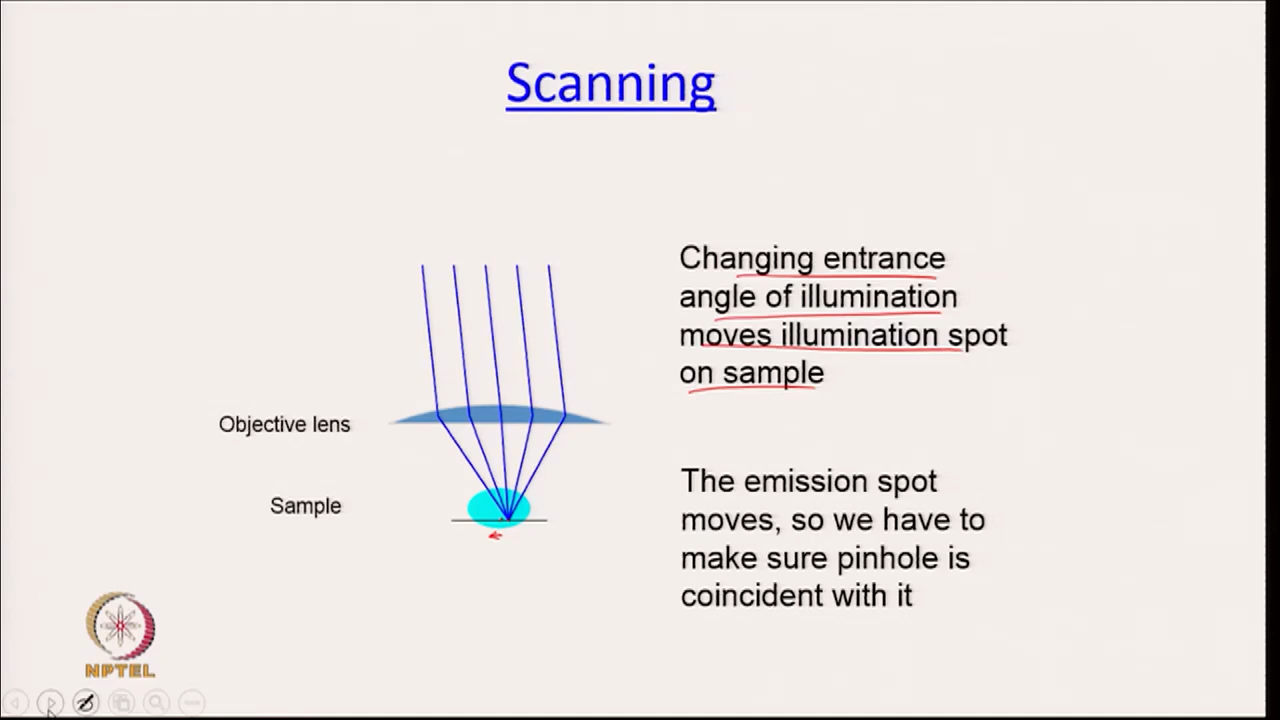 Scanning
Changing entrance
angle of illumination
moves illumination spot
on sample
Objective lens
Sample
The emission spot
moves, so we have to
make sure pinhole is
coincident with it
NPTEL